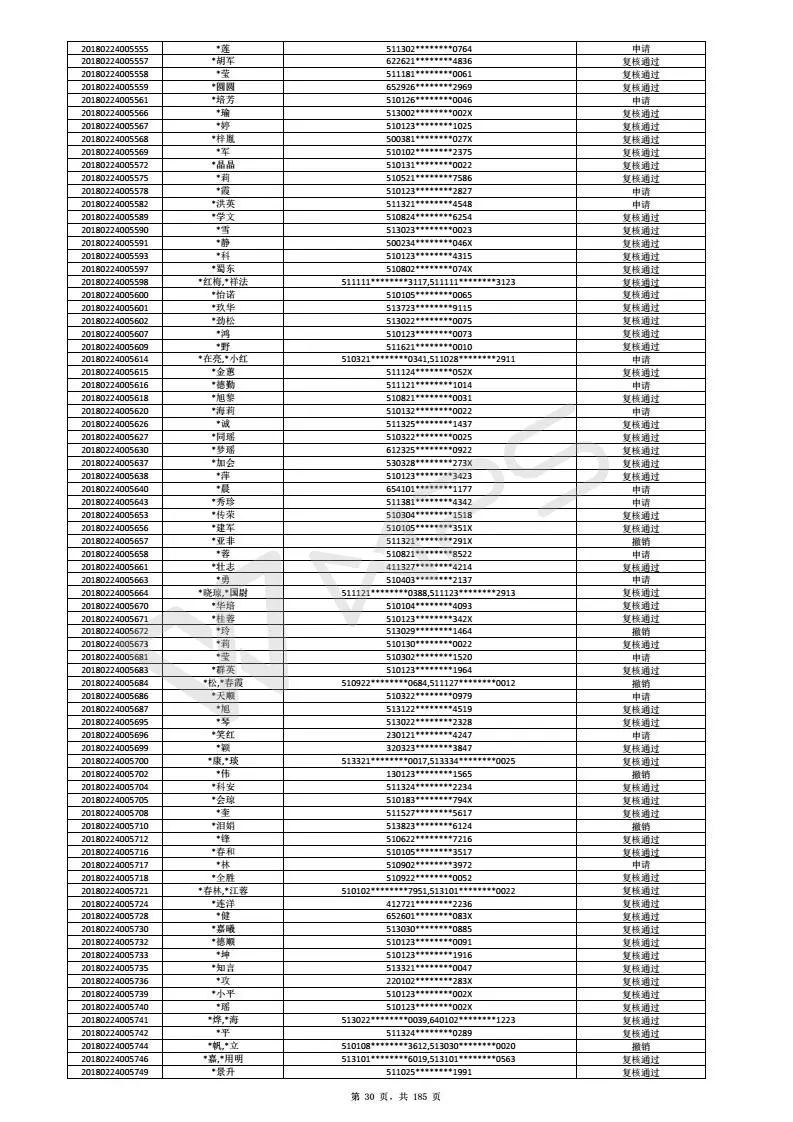 20180224005555 *莲 511302********0764 申请
20180224005557 *胡军 622621********4836 复核通过
20180224005558 *莹 511181********0061 复核通过
20180224005559 *圆圆 652926********2969 复核通过
20180224005561 *培芳 510126********0046 申请
20180224005566 *瑜 513002********002X 复核通过
20180224005567 *婷 510123********1025 复核通过
20180224005568 *梓胤 500381********027X 复核通过
20180224005569 *军 510102********2375 复核通过
20180224005572 *晶晶 510131********0022 复核通过
20180224005575 *莉 510521********7586 复核通过
20180224005578 *霞 510123********2827 申请
20180224005582 *洪英 511321********4548 申请
20180224005589 *学文 510824********6254 复核通过
20180224005590 *雪 513023********0023 复核通过
20180224005591 *静 500234********046X 复核通过
20180224005593 *科 510123********4315 复核通过
20180224005597 *蜀东 510802********074X 复核通过
20180224005598 *红梅,*祥法 511111********3117,511111********3123 复核通过
20180224005600 *怡诺 510105********0065 复核通过
20180224005601 *玖华 513723********9115 复核通过
20180224005602 *劲松 513022********0075 复核通过
20180224005607 *鸿 510123********0073 复核通过
20180224005609 *野 511621********0010 复核通过
20180224005614 *在亮,*小红 510321********0341,511028********2911 申请
20180224005615 *金蕙 511124********052X 复核通过
20180224005616 *德勤 511121********1014 申请
20180224005618 *旭黎 510821********0031 复核通过
20180224005620 *海莉 510132********0022 申请
20180224005626 *诚 511325********1437 复核通过
20180224005627 *同瑶 510322********0025 复核通过
20180224005630 *梦瑶 612325********0922 复核通过
20180224005637 *加会 530328********273X 复核通过
20180224005638 *萍 510123********3423 复核通过
20180224005640 *晨 654101********1177 申请
20180224005643 *秀珍 511381********4342 申请
20180224005653 *传荣 510304********1518 复核通过
20180224005656 *建军 510105********351X 复核通过
20180224005657 *亚非 511321********291X 撤销
20180224005658 *蓉 510821********8522 申请
20180224005661 *壮志 411327********4214 复核通过
20180224005663 *勇 510403********2137 申请
20180224005664 *晓琼,*国尉 511121********0388,511123********2913 复核通过
20180224005670 *华培 510104********4093 复核通过
20180224005671 *桂蓉 510123********342X 复核通过
20180224005672 *玲 513029********1464 撤销
20180224005673 *莉 510130********0022 复核通过
20180224005681 *莹 510302********1520 申请
20180224005683 *群英 510123********1964 复核通过
20180224005684 *松,*春霞 510922********0684,511127********0012 撤销
20180224005686 *天顺 510322********0979 申请
20180224005687 *旭 513122********4519 复核通过
20180224005695 *琴 513022********2328 复核通过
20180224005696 *笑红 230121********4247 申请
20180224005699 *颖 320323********3847 复核通过
20180224005700 *康,*琰 513321********0017,513334********0025 复核通过
20180224005702 *伟 130123********1565 撤销
20180224005704 *科安 511324********2234 复核通过
20180224005705 *会琼 510183********794X 复核通过
20180224005708 *奎 511527********5617 复核通过
20180224005710 *泪娟 513823********6124 撤销
20180224005712 *锋 510622********7216 复核通过
20180224005716 *春和 510105********3517 复核通过
20180224005717 *林 510902********3972 申请
20180224005718 *全胜 510922********0052 复核通过
20180224005721 *春林,*江蓉 510102********7951,513101********0022 复核通过
20180224005724 *连洋 412721********2236 复核通过
20180224005728 *健 652601********083X 复核通过
20180224005730 *嘉曦 513030********0885 复核通过
20180224005732 *德顺 510123********0091 复核通过
20180224005733 *坤 510123********1916 复核通过
20180224005735 *知言 513321********0047 复核通过
20180224005736 *攻 220102********283X 复核通过
20180224005739 *小平 510123********002X 复核通过
20180224005740 *瑶 510123********002X 复核通过
20180224005741 *烨,*海 513022********0039,640102********1223 复核通过
20180224005742 *平 511324********0289 复核通过
20180224005744 *帆,*立 510108********3612,513030********0020 撤销
20180224005746 *嘉,*用明 513101********6019,513101********0563 复核通过
20180224005749 *景升 511025********1991 复核通过
第 30 页，共 185 页